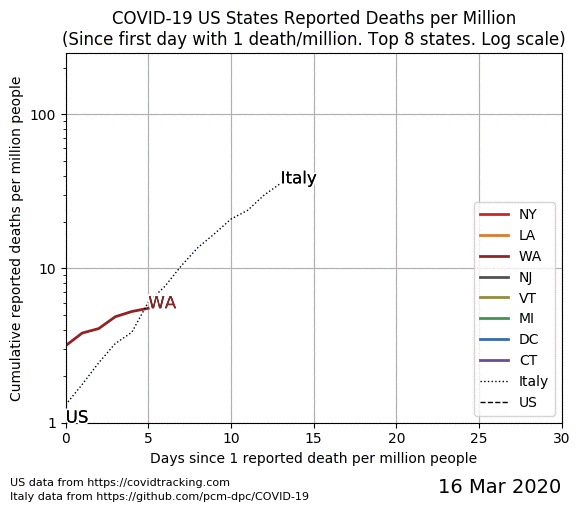 COVID-19 US States Reported Deaths per Million
(Since first day with 1 death/million. Top 8 states. Log scale)
Cumulative reported deaths per million people
100
10
1
Italy
WA
US
NY
LA
WA
NJ
VT
MI
DC
CT
Italy
US
0 5 10 15 20 25 30
Days since 1 reported death per million people
US data from https://covidtracking.com
Italy data from https://github.com/pcm-dpc/COVID-19
16 Mar 2020